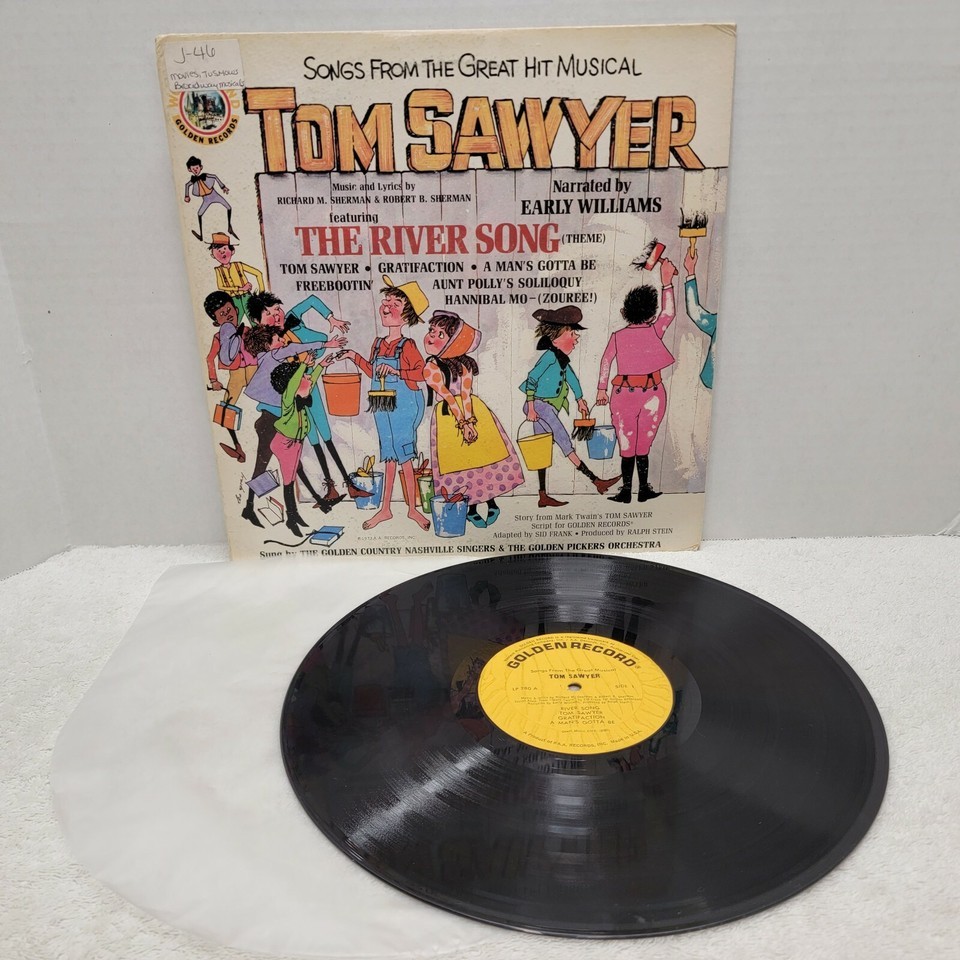 J-46
Broadway musicals
GOLDEN RECORDS
SONGS FROM THE GREAT HIT MUSICAL
TOM SAWYER
Music and Lyrics by
RICHARD M. SHERMAN & ROBERT B. SHERMAN
Narrated by
EARLY WILLIAMS
featuring
THE RIVER SONG (THEME)
TOM SAWYER • GRATIFACTION • A MAN'S GOTTA BE
FREEBOOTIN' AUNT POLLY'S SOLILOQUY
HANNIBAL MO-(ZOUREE!)
Story from Mark Twain's TOM SAWYER
Script for GOLDEN RECORDS®
Adapted by SID FRANK • Produced by RALPH STEIN
Sung by THE GOLDEN COUNTRY NASHVILLE SINGERS & THE GOLDEN PICKERS ORCHESTRA
GOLDEN RECORD®
Songs From The Great Musical
TOM SAWYER
RIVER SONG
TOM SAWYER
GRATIFACTION
A MAN'S GOTTA BE